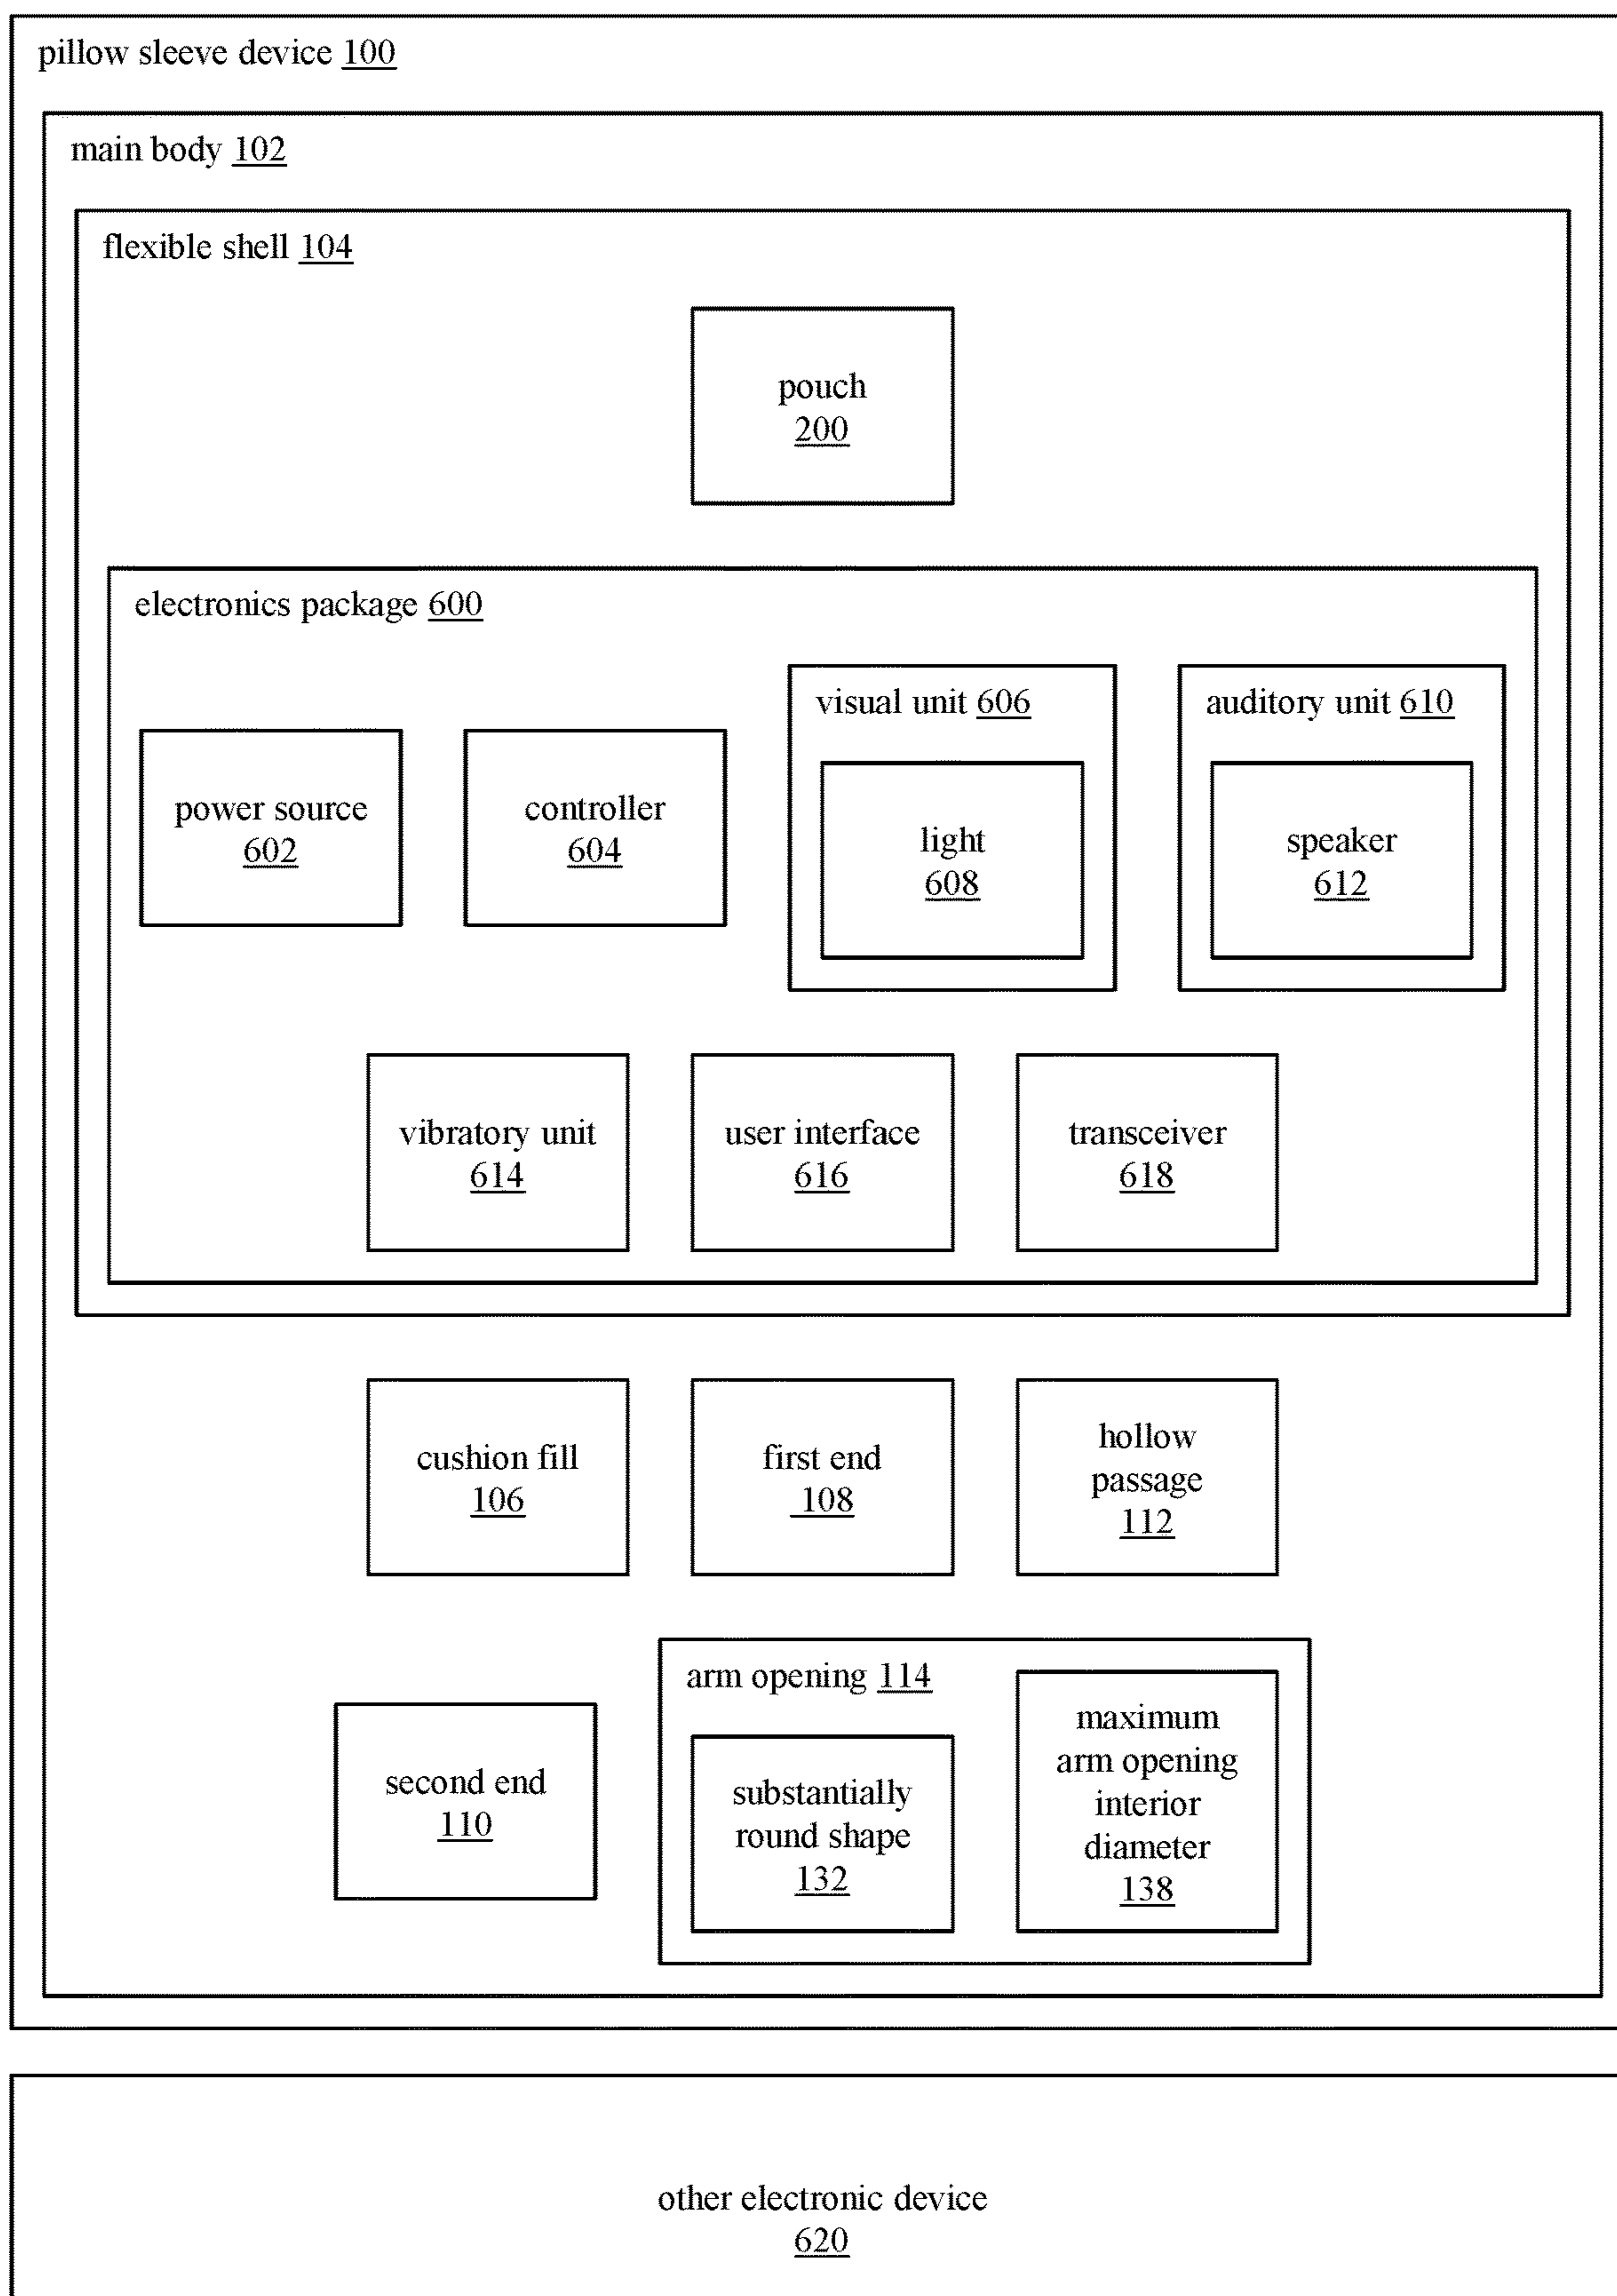 pillow sleeve device 100
main body 102
flexible shell 104
pouch
200
electronics package 600
power source
602
controller
604
visual unit 606
light
608
auditory unit 610
speaker
612
vibratory unit
614
user interface
616
transceiver
618
cushion fill
106
first end
108
hollow
passage
112
second end
110
arm opening 114
substantially
round shape
132
maximum
arm opening
interior
diameter
138
other electronic device
620